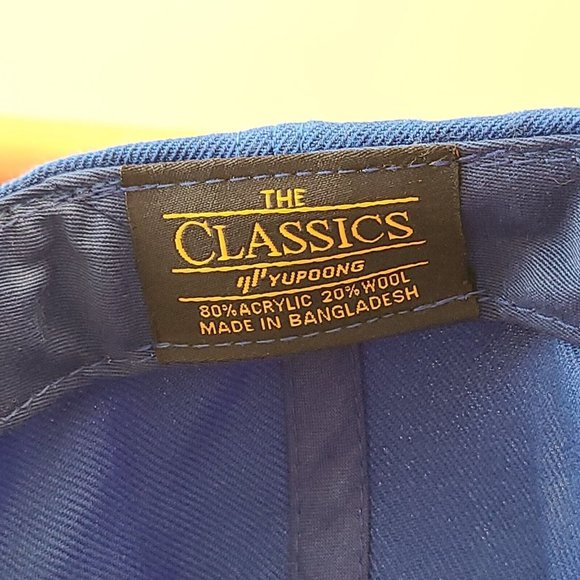 THE
CLASSICS
YUPOONG
80% ACRYLIC 20% WOOL
MADE IN BANGLADESH